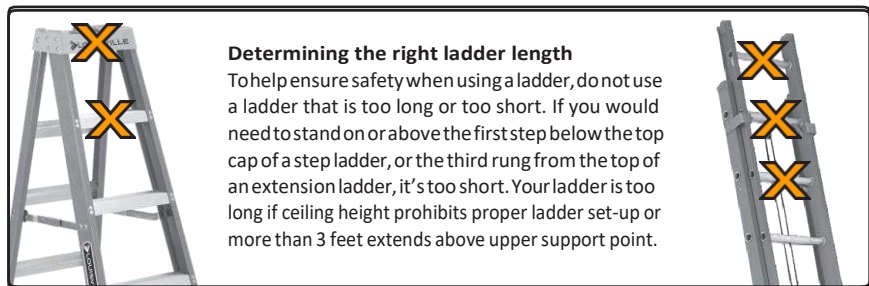 LOUISVILLE
Determining the right ladder length
To help ensure safety when using a ladder, do not use
a ladder that is too long or too short. If you would
need to stand on or above the first step below the top
cap of a step ladder, or the third rung from the top of
an extension ladder, it’s too short. Your ladder is too
long if ceiling height prohibits proper ladder set-up or
more than 3 feet extends above upper support point.